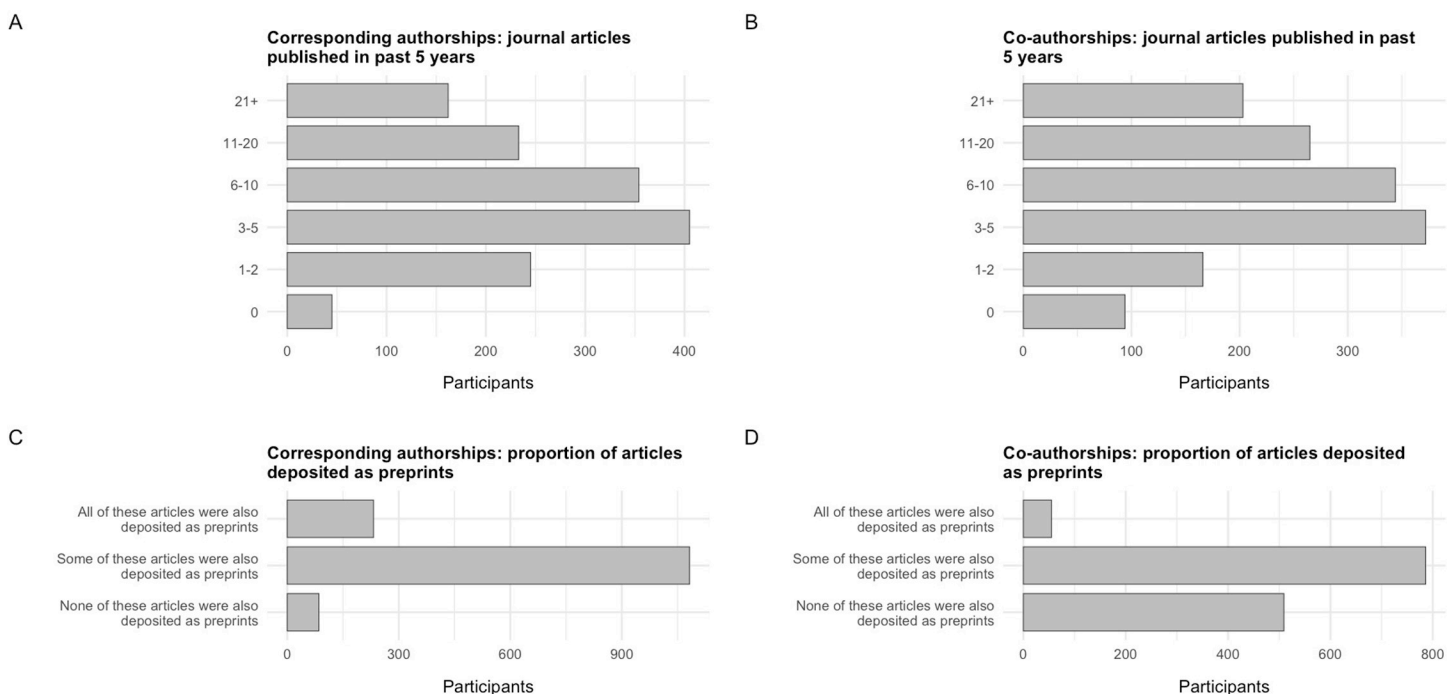 A
Corresponding authorships: journal articles
published in past 5 years
21+
11-20
6-10
3-5
1-2
0
0 100 200 300 400
Participants
B
Co-authorships: journal articles published in past
5 years
21+
11-20
6-10
3-5
1-2
0
0 100 200 300
Participants
C
Corresponding authorships: proportion of articles
deposited as preprints
All of these articles were also
deposited as preprints
Some of these articles were also
deposited as preprints
None of these articles were also
deposited as preprints
0 300 600 900
Participants
D
Co-authorships: proportion of articles deposited
as preprints
All of these articles were also
deposited as preprints
Some of these articles were also
deposited as preprints
None of these articles were also
deposited as preprints
0 200 400 600 800
Participants